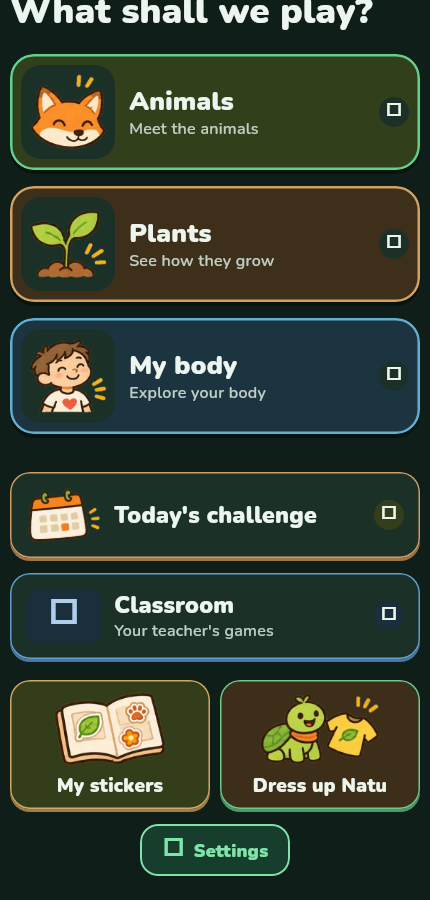 What shall we play?
Animals
Meet the animals
Plants
See how they grow
My body
Explore your body
Today's challenge
Classroom
Your teacher's games
My stickers
Dress up Natu
Settings